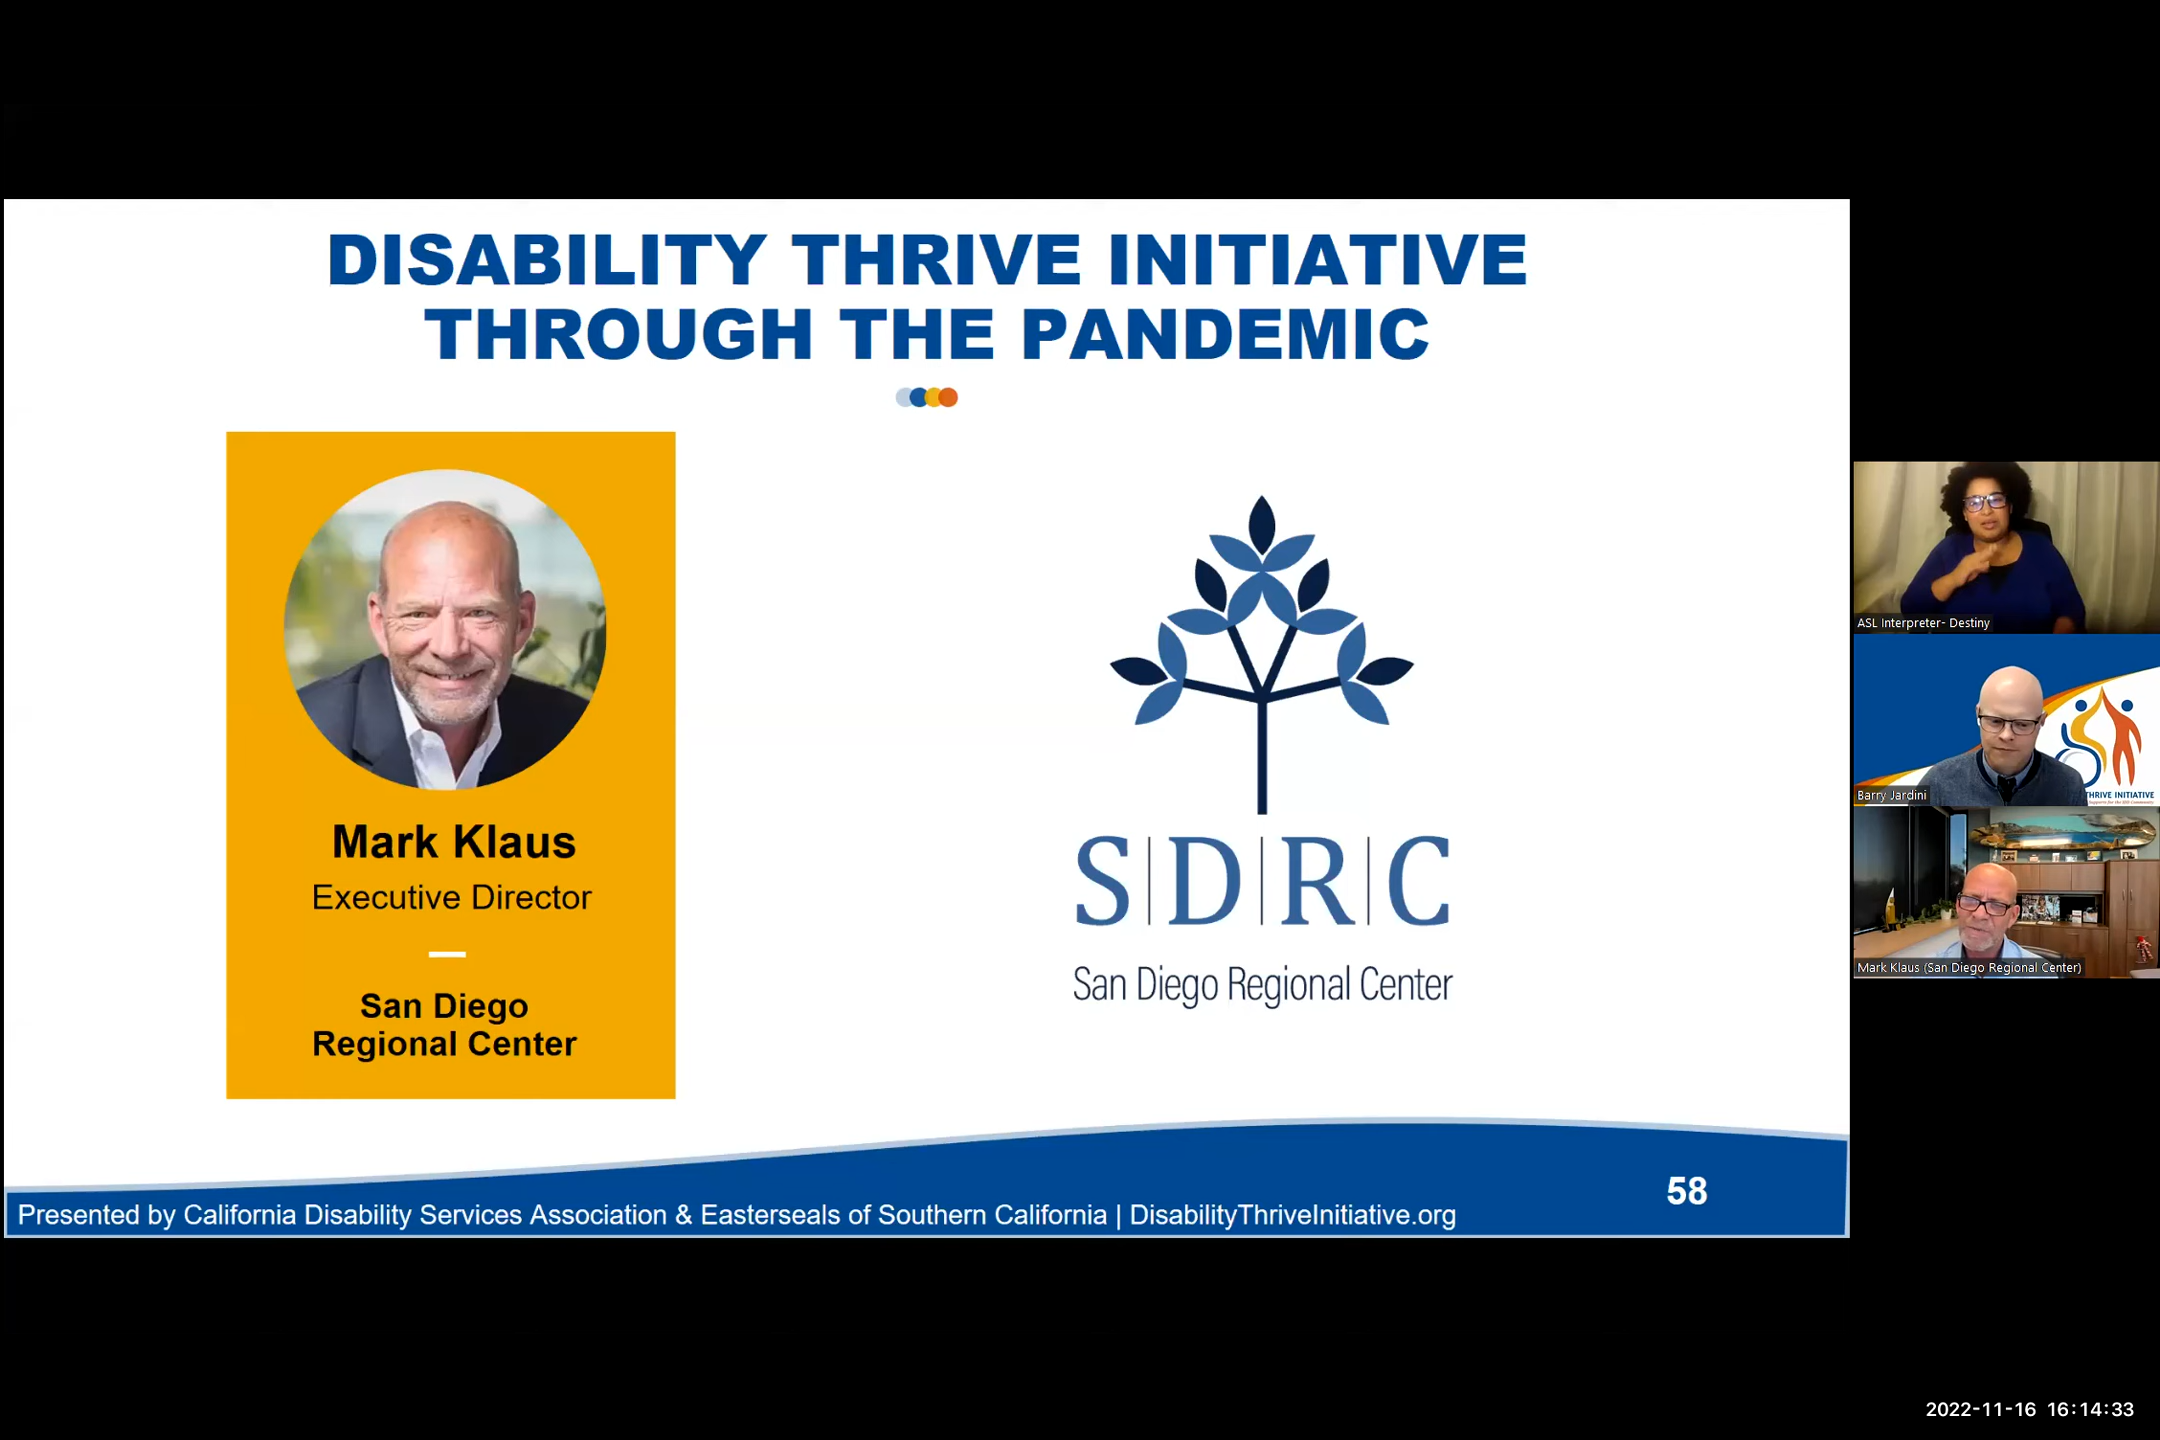 DISABILITY THRIVE INITIATIVE
THROUGH THE PANDEMIC
Mark Klaus
Executive Director
San Diego
Regional Center
S|D|R|C
San Diego Regional Center
Presented by California Disability Services Association & Easterseals of Southern California | DisabilityThriveInitiative.org
58
ASL Interpreter- Destiny
Barry Jardini
THRIVE INITIATIVE
Mark Klaus (San Diego Regional Center)
2022-11-16 16:14:33